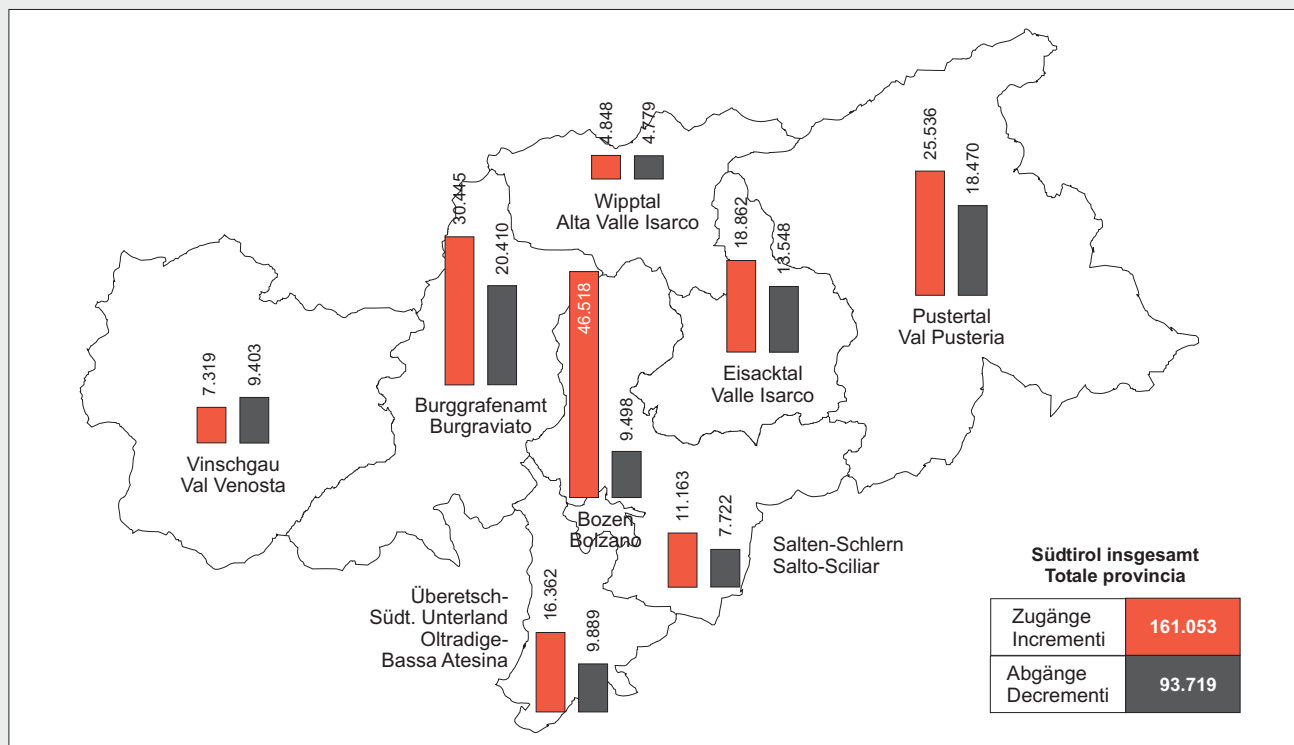 4.848
4.779
Wipptal
Alta Valle Isarco
25.536
18.470
Pustertal
Val Pusteria
30.445
20.410
Burggrafenamt
Burgraviato
18.862
13.548
Eisacktal
Valle Isarco
7.319
9.403
Vinschgau
Val Venosta
46.518
9.498
Bozen
Bolzano
11.163
7.722
Salten-Schlern
Salto-Sciliar
Überetsch-
Südt. Unterland
Oltradige-
Bassa Atesina
16.362
9.889
Südtirol insgesamt
Totale provincia
Zugänge
Incrementi
161.053
Abgänge
Decrementi
93.719